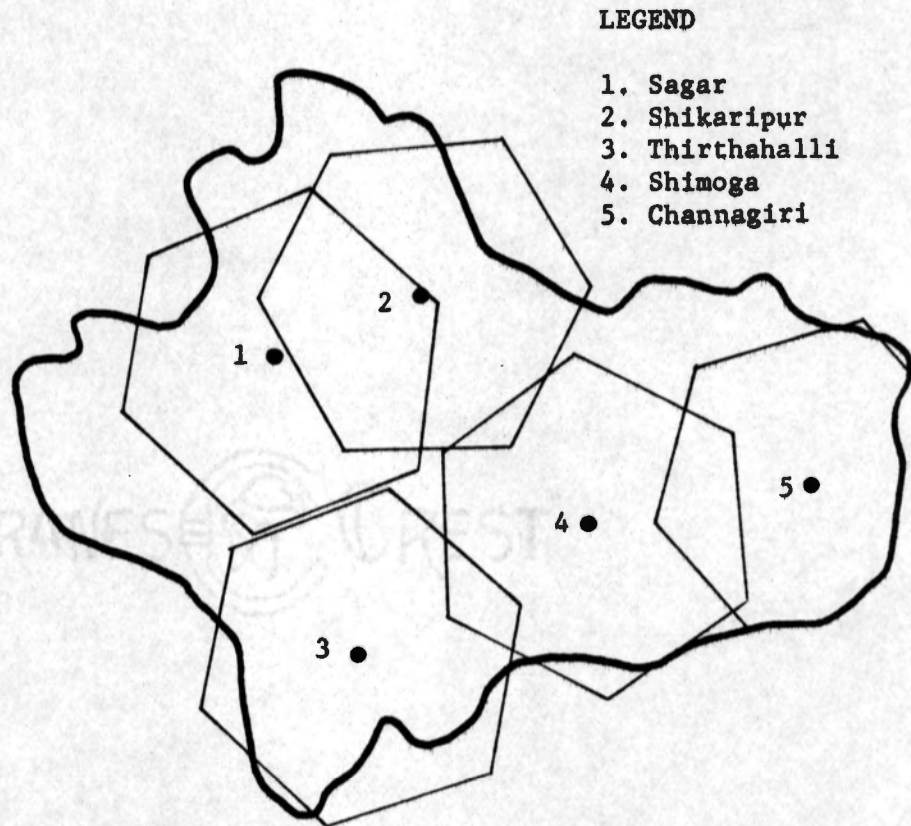 LEGEND
1. Sagar
2. Shikaripur
3. Thirthahalli
4. Shimoga
5. Channagiri
2
1
5
4
3